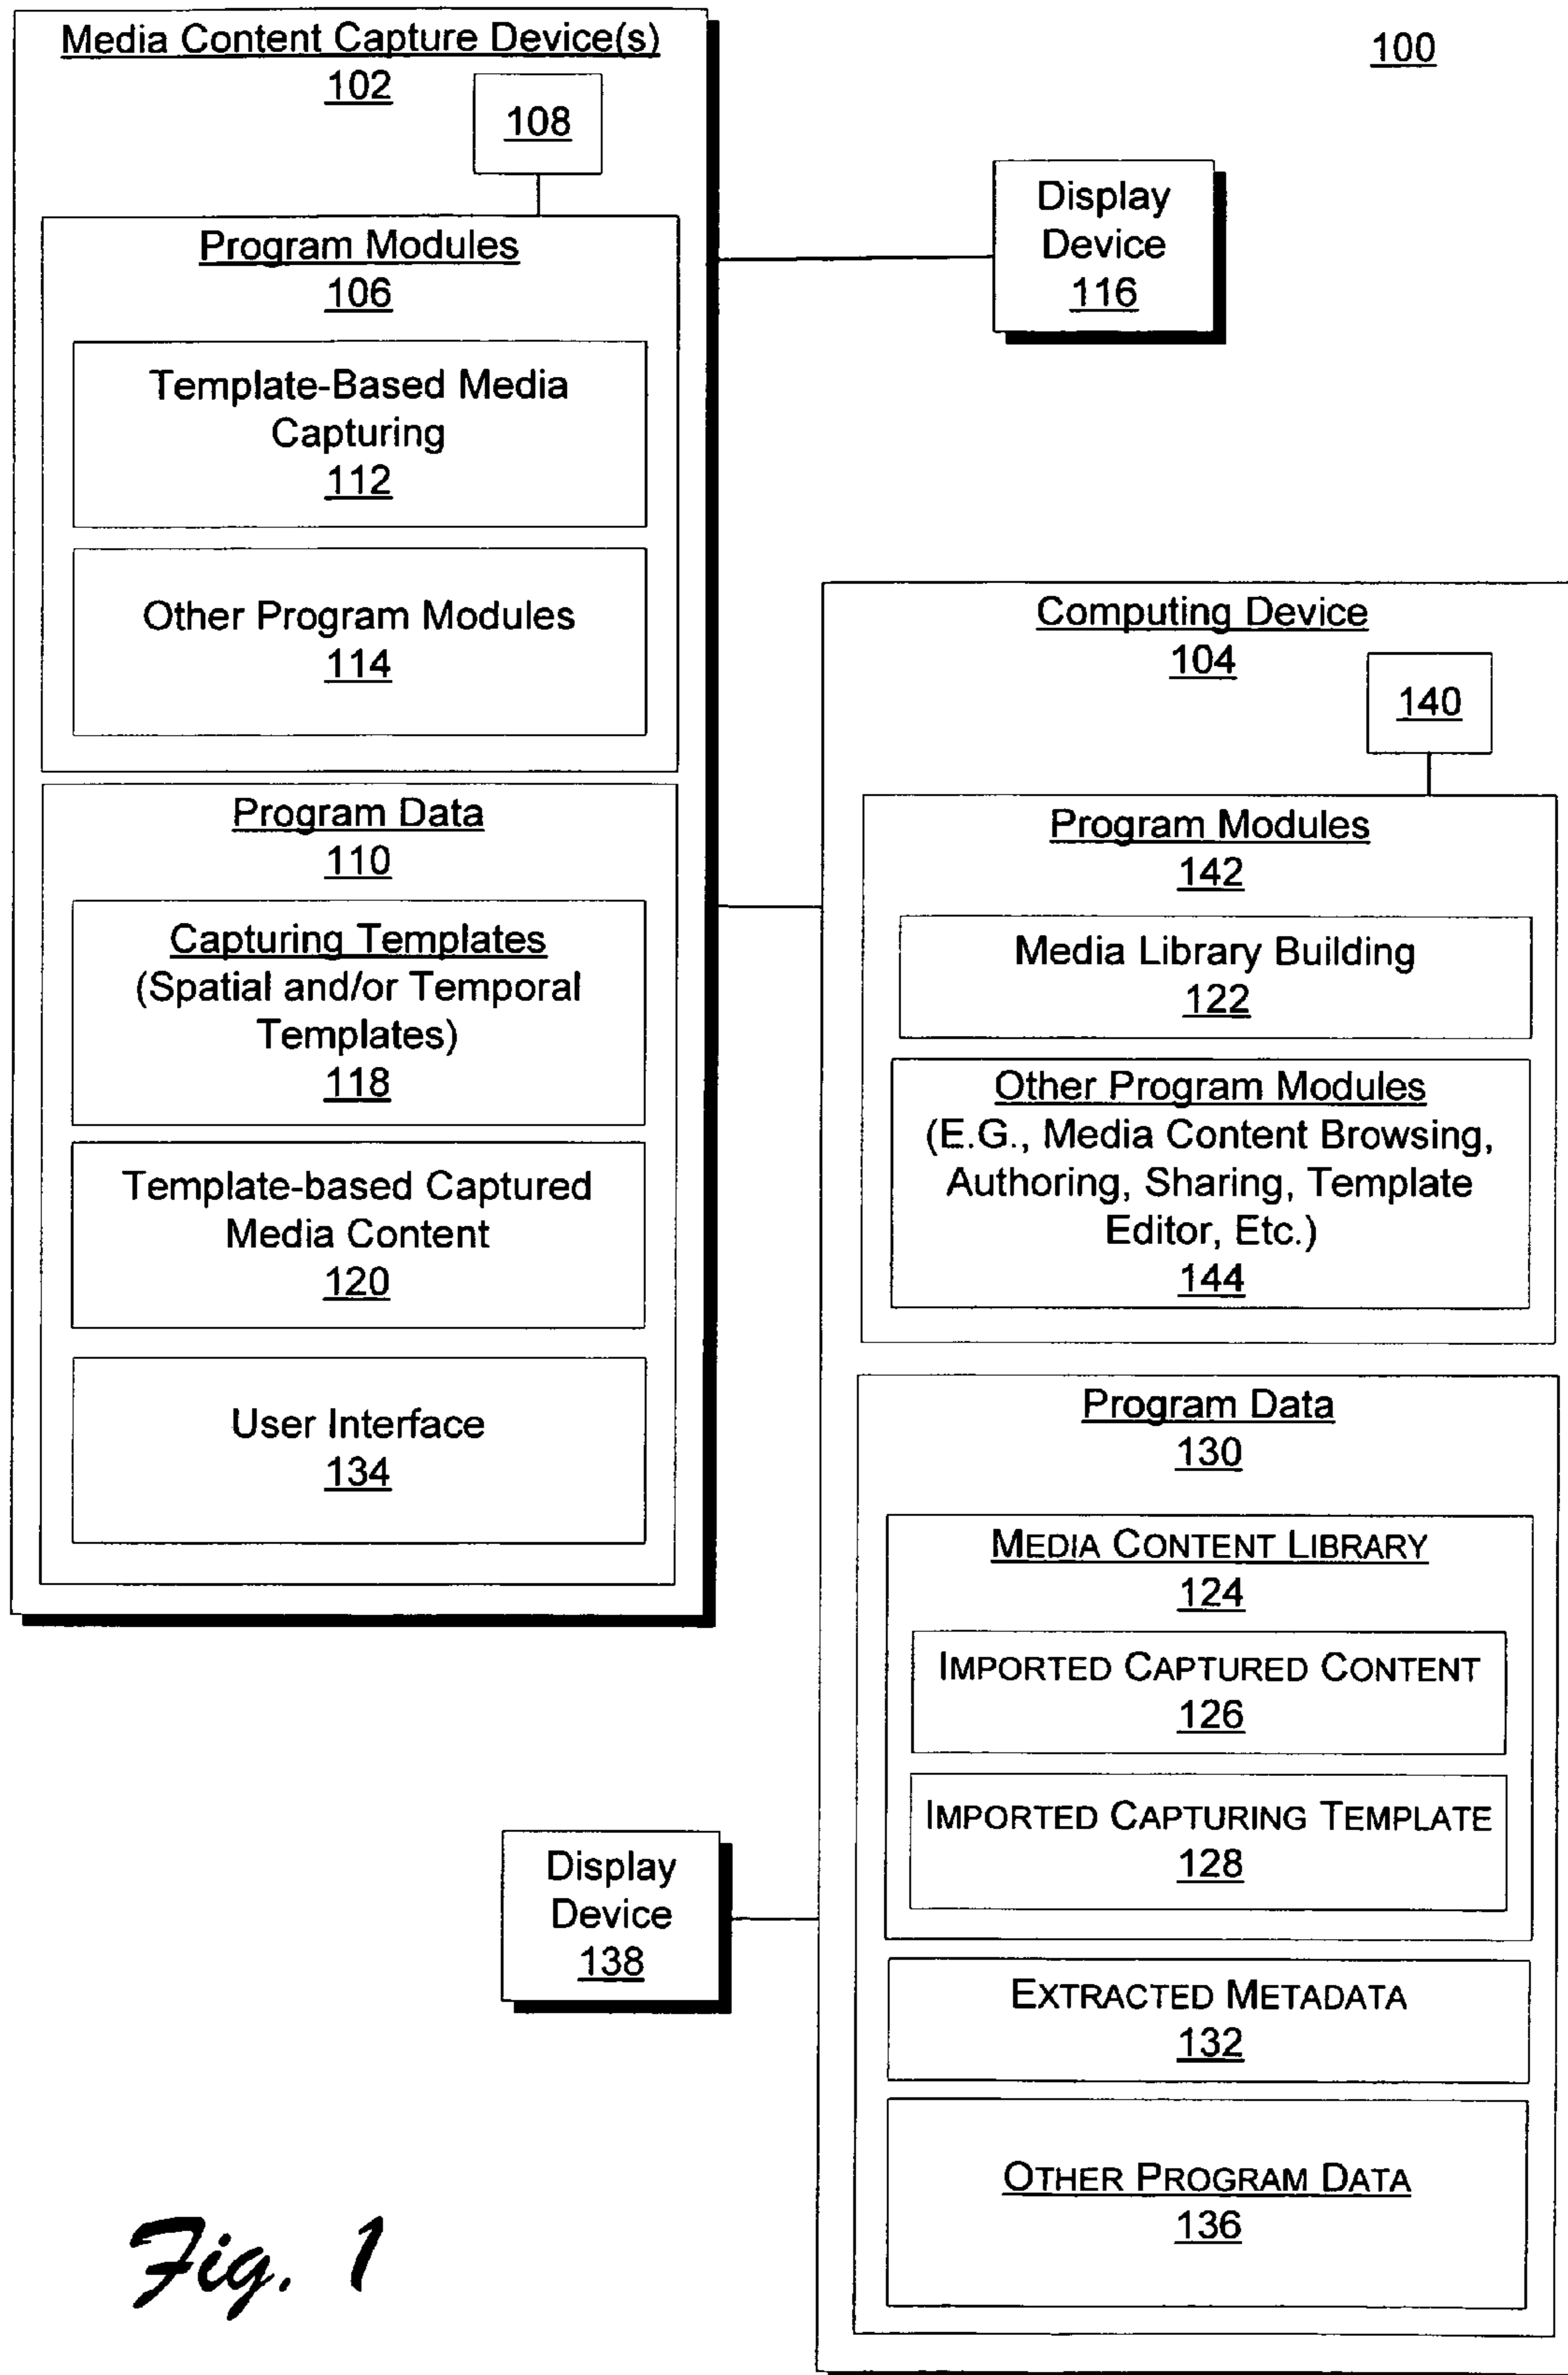 Media Content Capture Device(s)
102
108
Program Modules
106
Template-Based Media
Capturing
112
Other Program Modules
114
Program Data
110
Capturing Templates
(Spatial and/or Temporal
Templates)
118
Template-based Captured
Media Content
120
User Interface
134
100
Display
Device
116
Computing Device
104
140
Program Modules
142
Media Library Building
122
Other Program Modules
(E.G., Media Content Browsing,
Authoring, Sharing, Template
Editor, Etc.)
144
Program Data
130
MEDIA CONTENT LIBRARY
124
IMPORTED CAPTURED CONTENT
126
IMPORTED CAPTURING TEMPLATE
128
EXTRACTED METADATA
132
OTHER PROGRAM DATA
136
Display
Device
138
Fig. 1